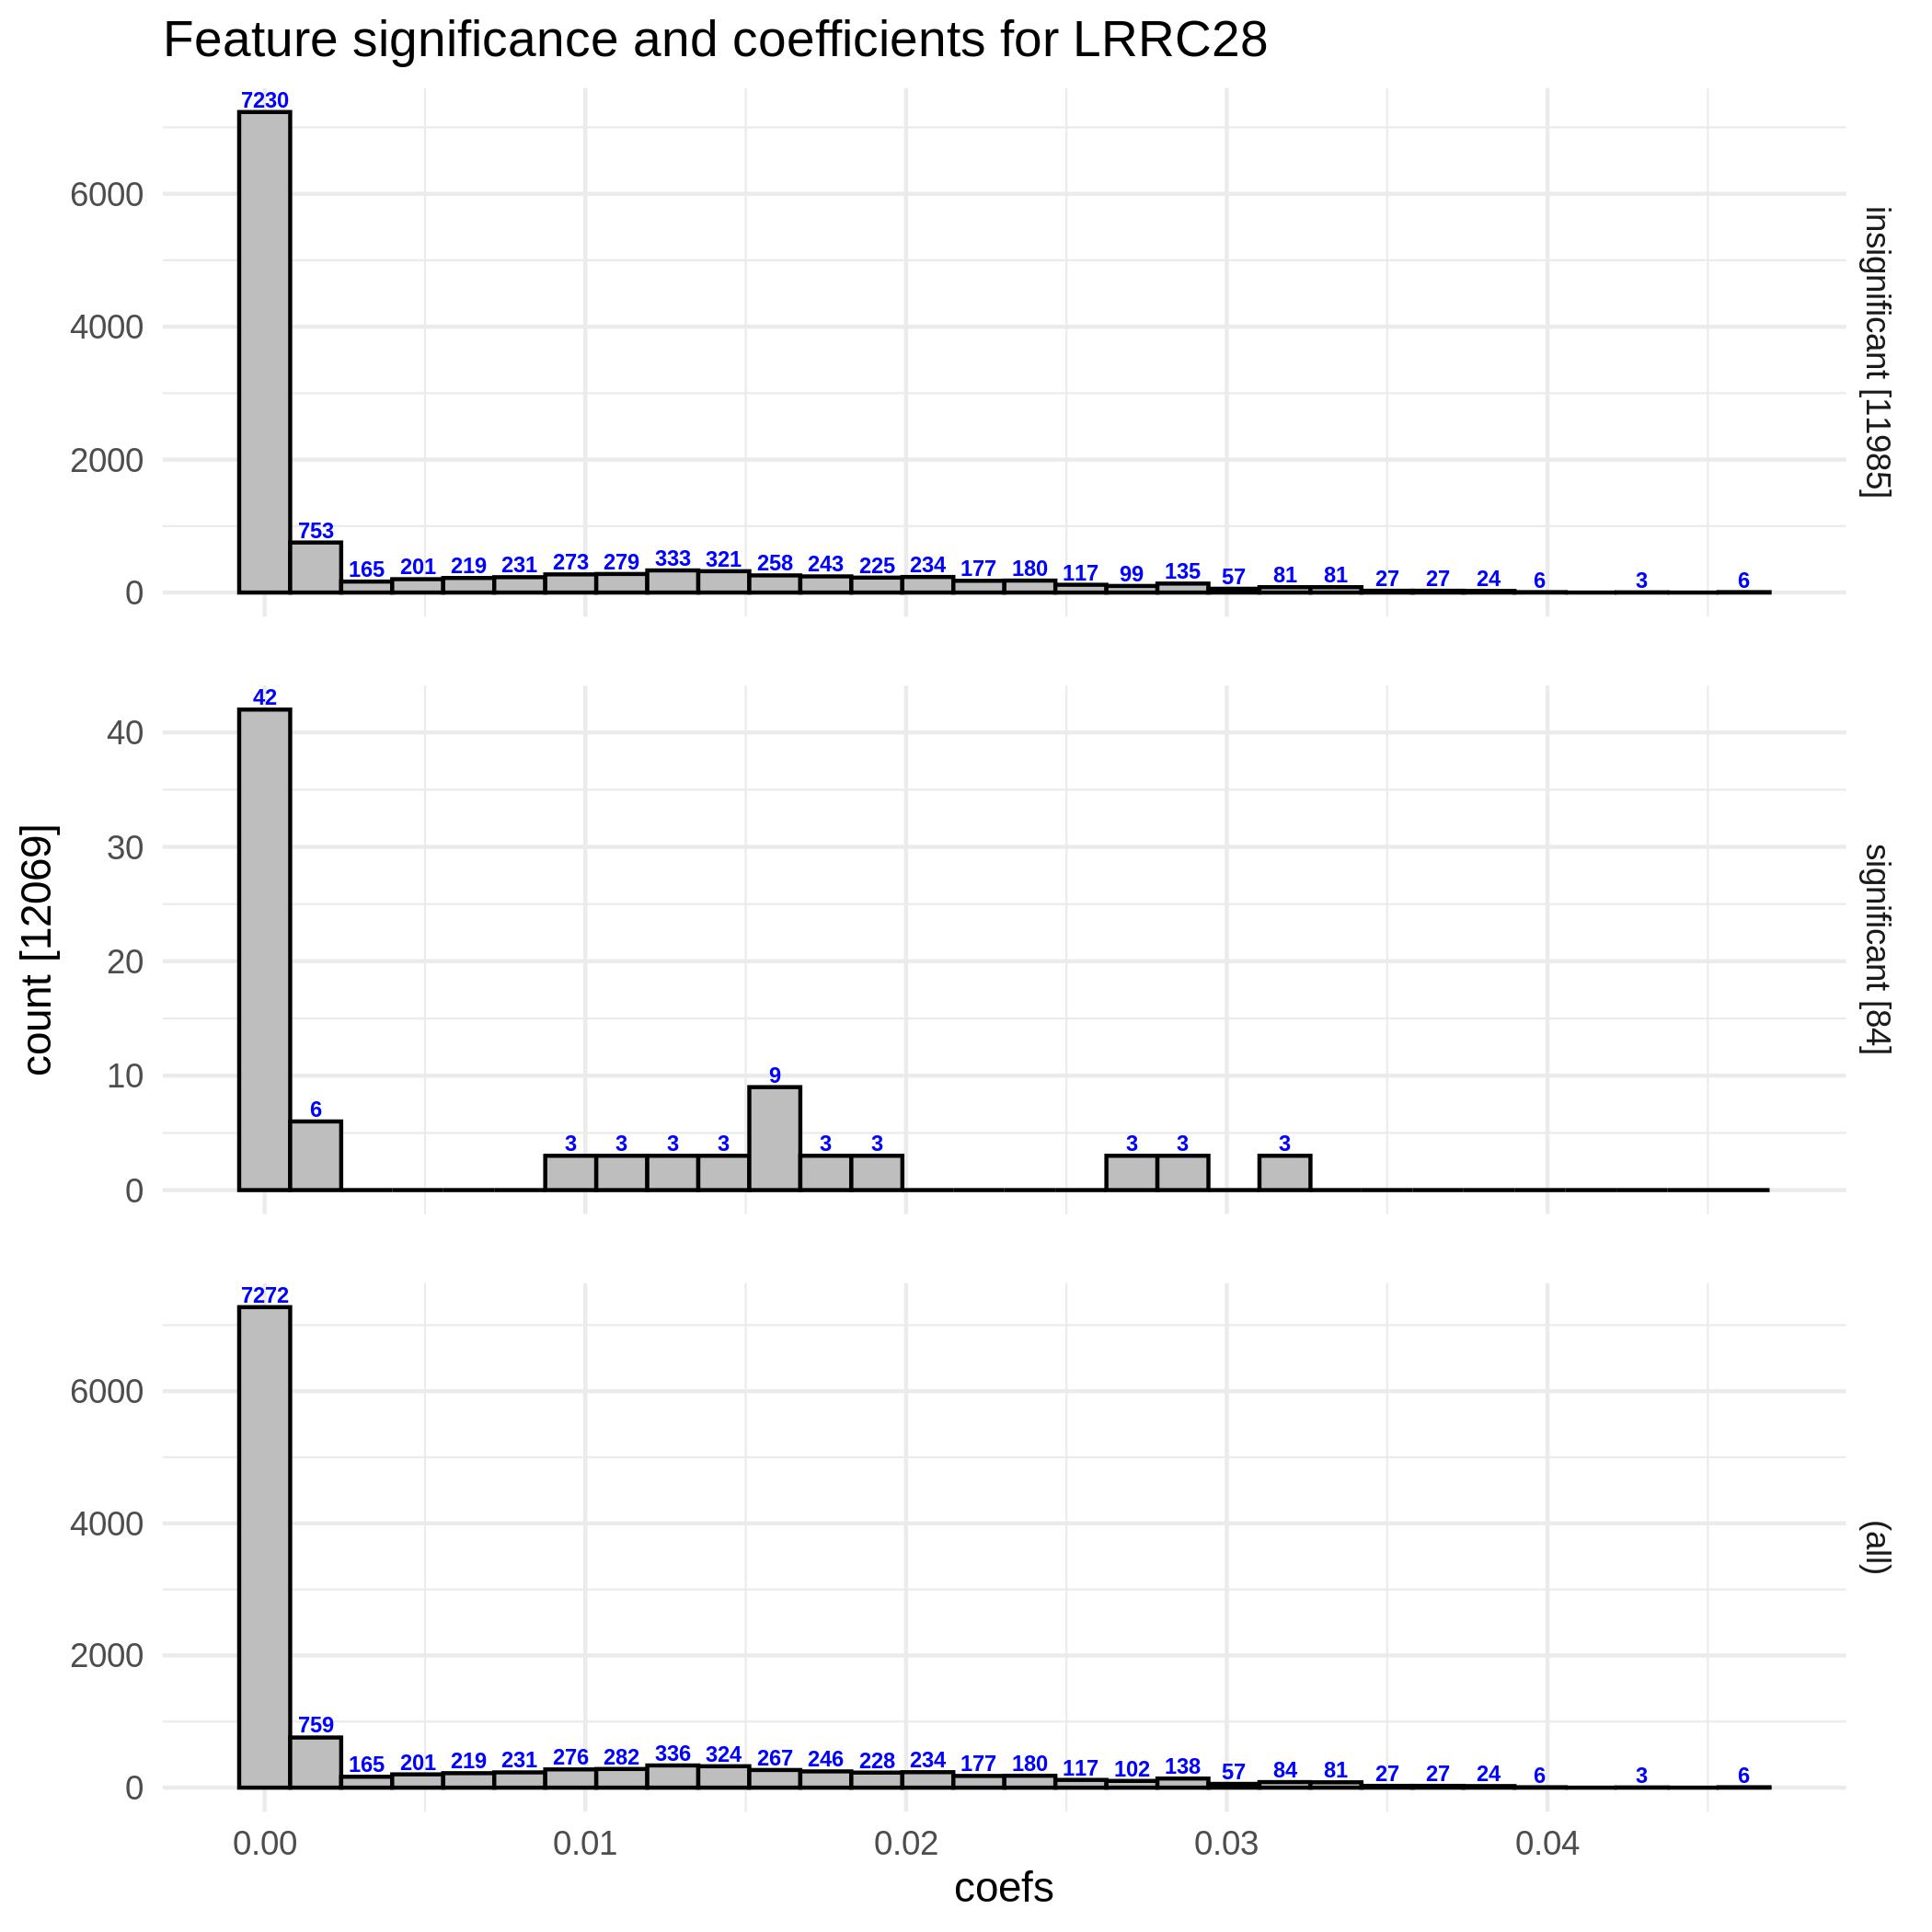 Feature significance and coefficients for LRRC28
7230
753 165 201 219 231 273 279 333 321 258 243 225 234 177 180 117 99 135 57 81 81 27 27 24 6 3 6
6000
4000
2000
0
insignificant [11985]
42
6 3 3 3 3 9 3 3 3 3 3
40
30
20
10
0
significant [84]
count [12069]
7272
759 165 201 219 231 276 282 336 324 267 246 228 234 177 180 117 102 138 57 84 81 27 27 24 6 3 6
6000
4000
2000
0
(all)
0.00 0.01 0.02 0.03 0.04
coefs